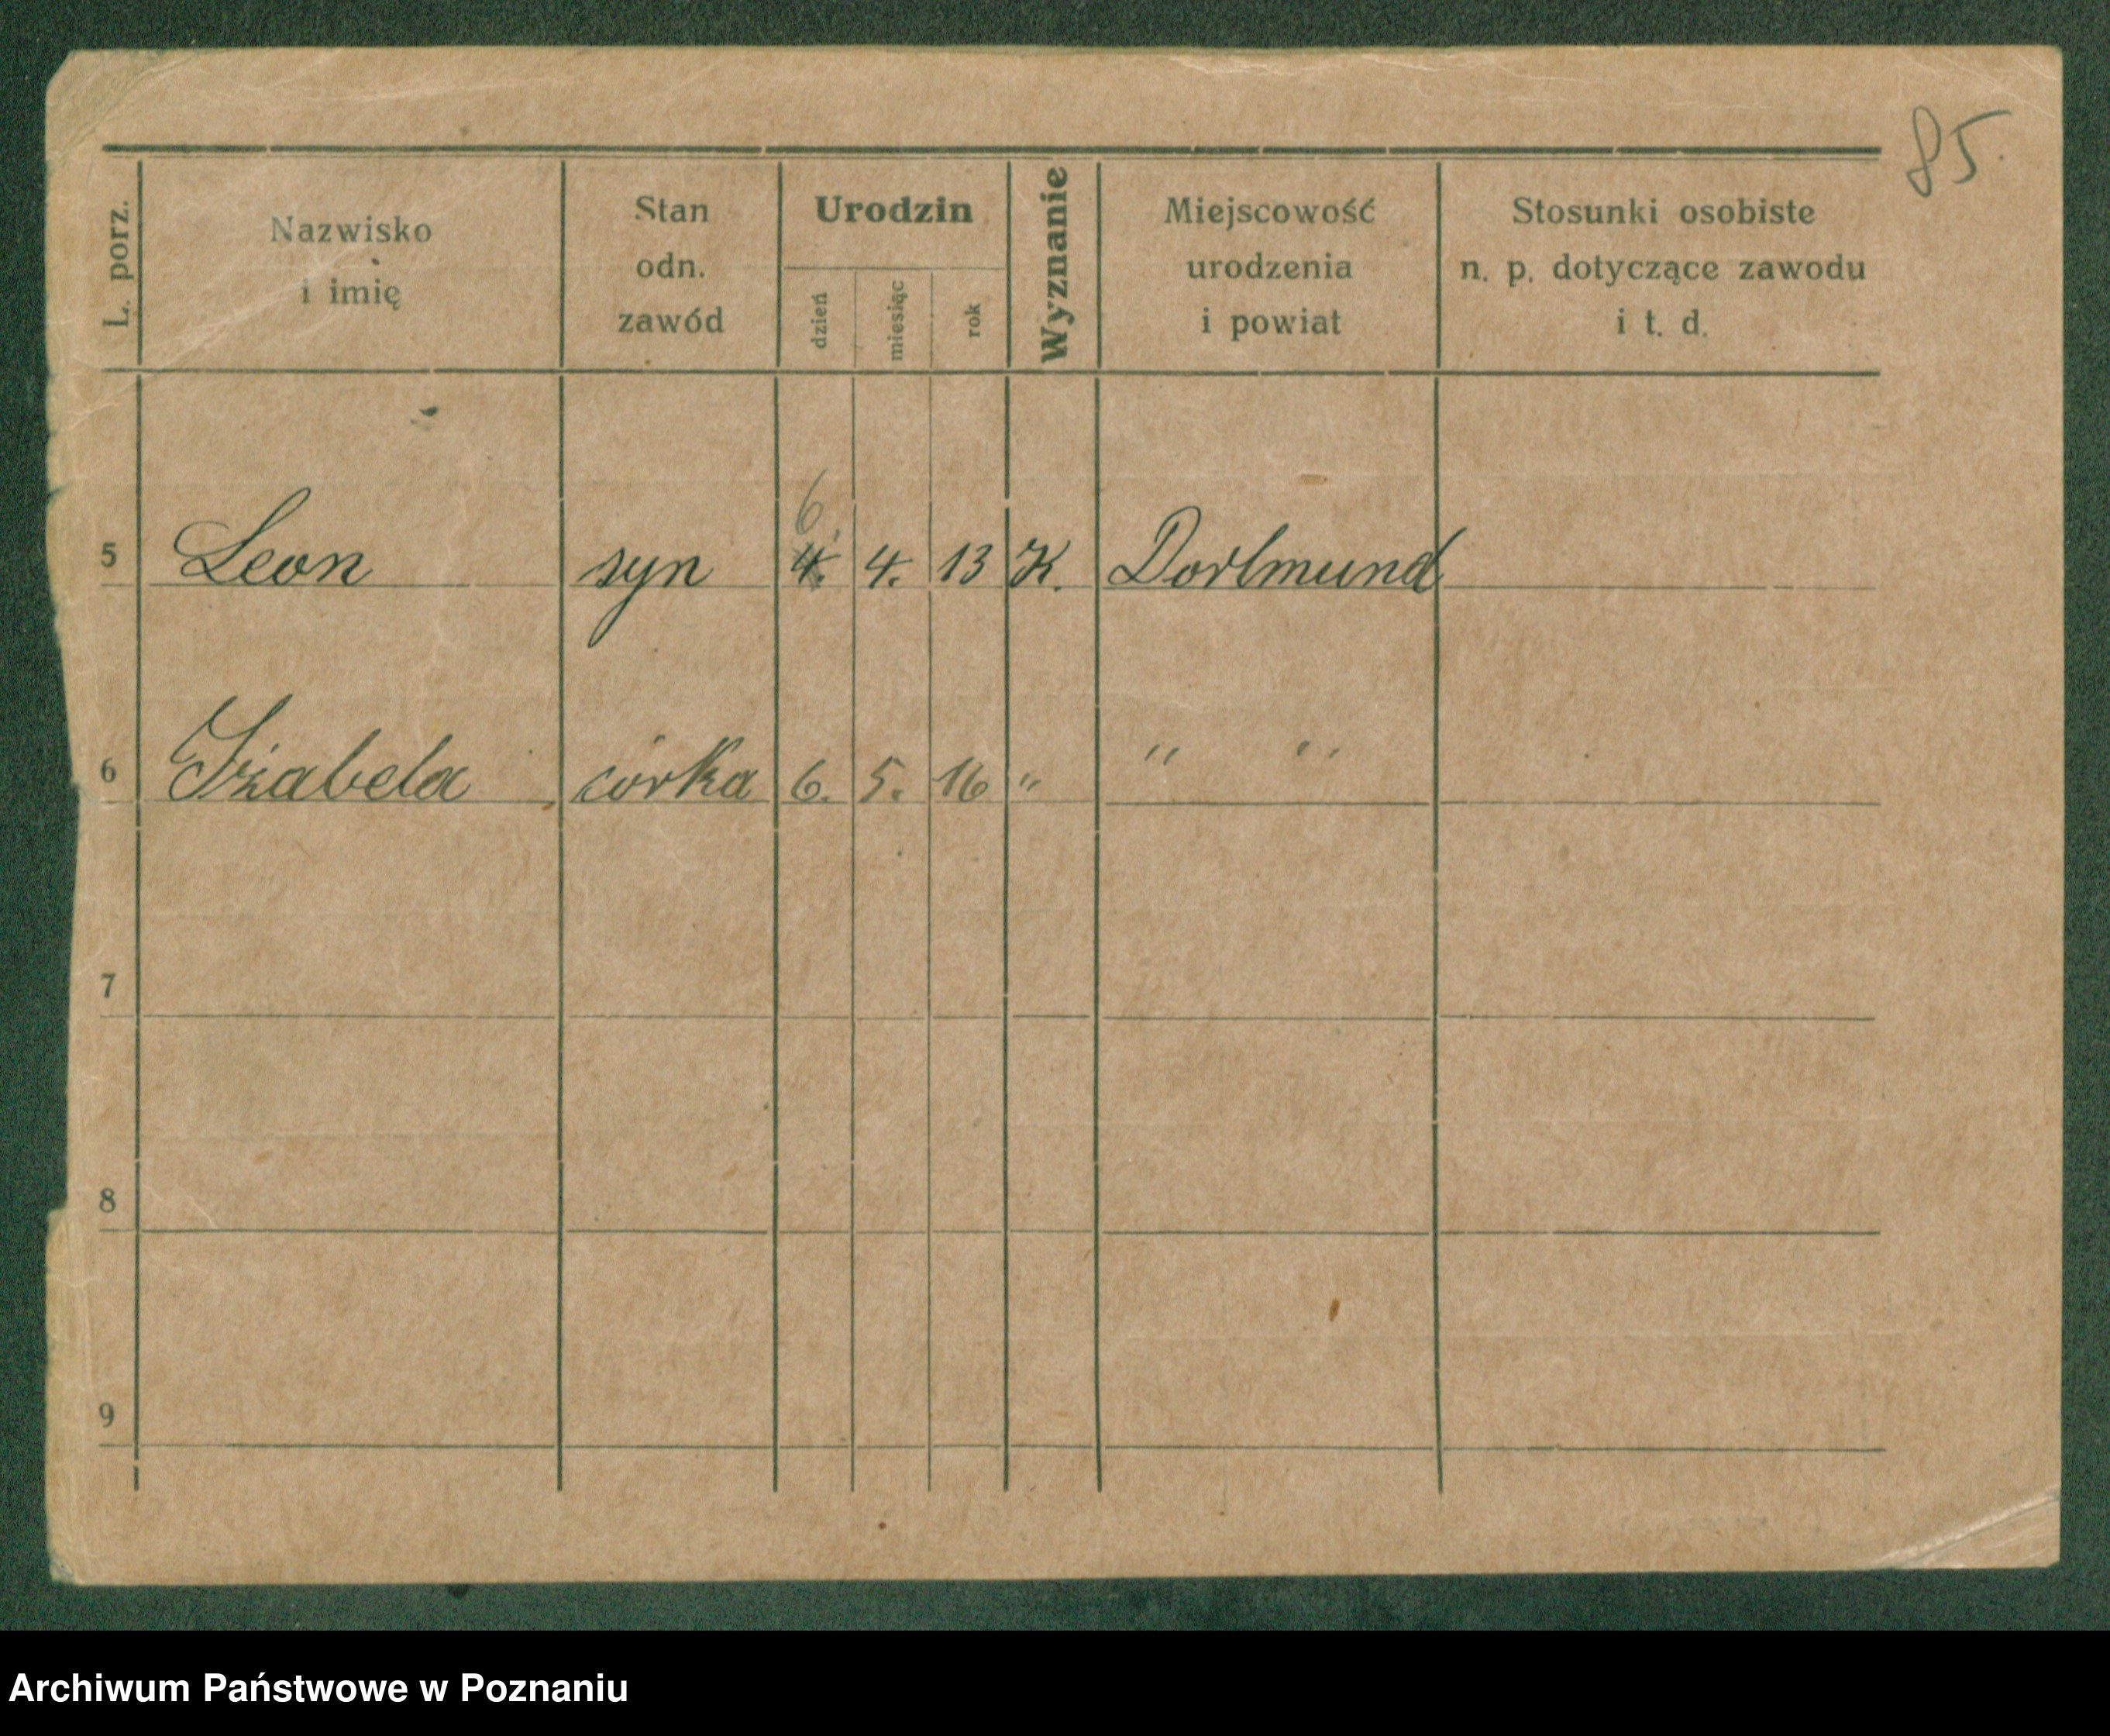 85.
L. porz. Nazwisko i imię Stan odn. zawód Urodzin dzień miesiąc rok Wyznanie Miejscowość urodzenia i powiat Stosunki osobiste n. p. dotyczące zawodu i t. d.
6.
5 Leon syn 4. 4. 13 K. Dortmund
6 Izabela córka 6. 5. 16 " " "
7
8
9
Archiwum Państwowe w Poznaniu